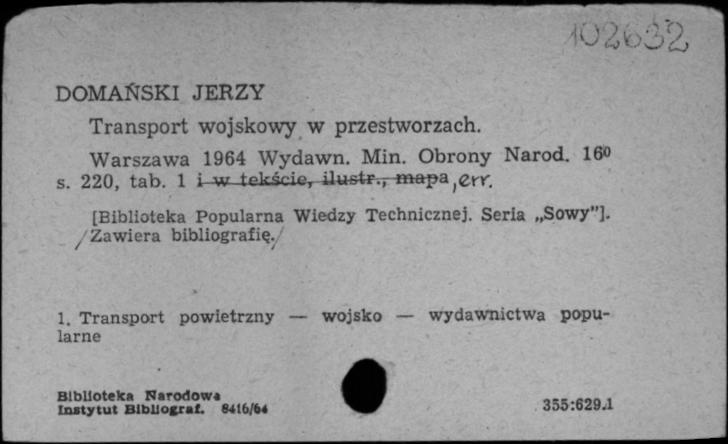 102632
DOMAŃSKI JERZY
Transport wojskowy w przestworzach.
Warszawa 1964 Wydawn. Min. Obrony Narod. 16⁰
s. 220, tab. 1 i w tekście, ilustr., mapa, err.
[Biblioteka Popularna Wiedzy Technicznej. Seria „Sowy"].
/Zawiera bibliografię./
1. Transport powietrzny — wojsko — wydawnictwa popu-
larne
Biblioteka Narodowa
Instytut Bibliograf. 8416/64
355:629.1